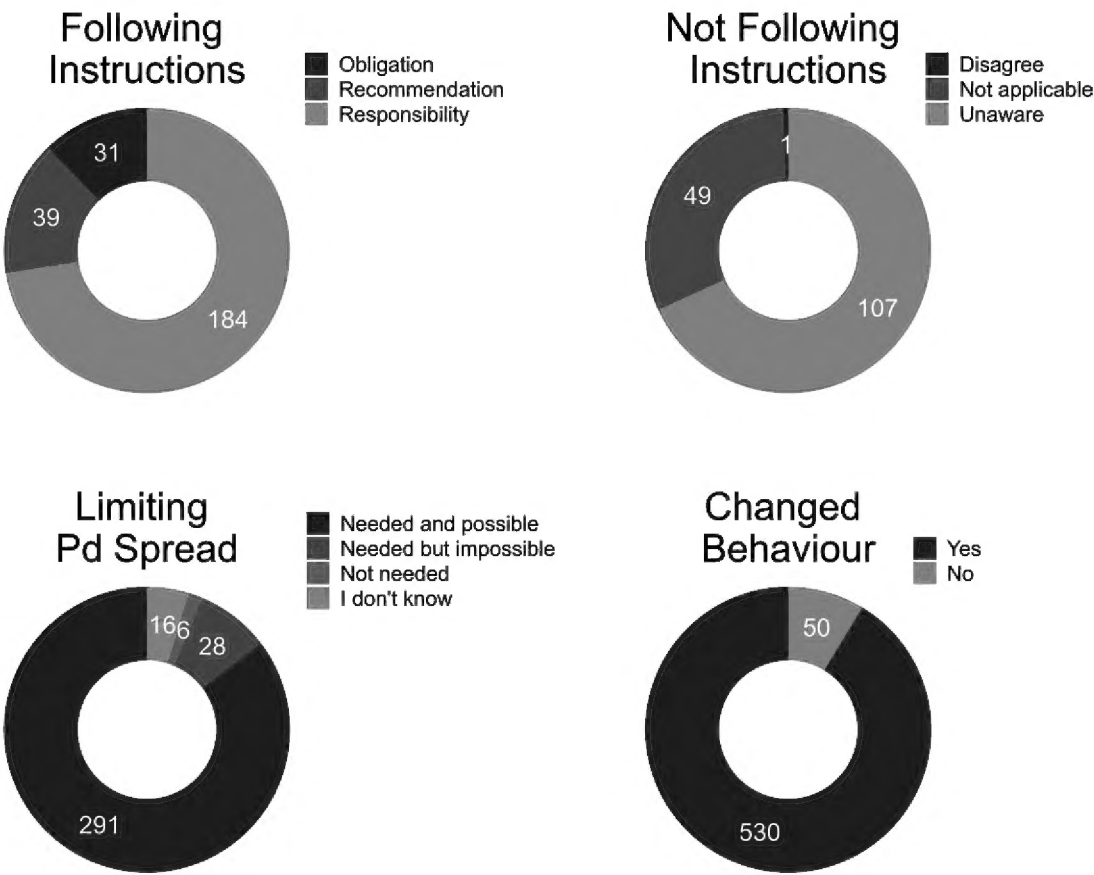 Following
Instructions
Obligation
Recommendation
Responsibility
31
39
184
Not Following
Instructions
Disagree
Not applicable
Unaware
1
49
107
Limiting
Pd Spread
Needed and possible
Needed but impossible
Not needed
I don't know
16
6
28
291
Changed
Behaviour
Yes
No
50
530